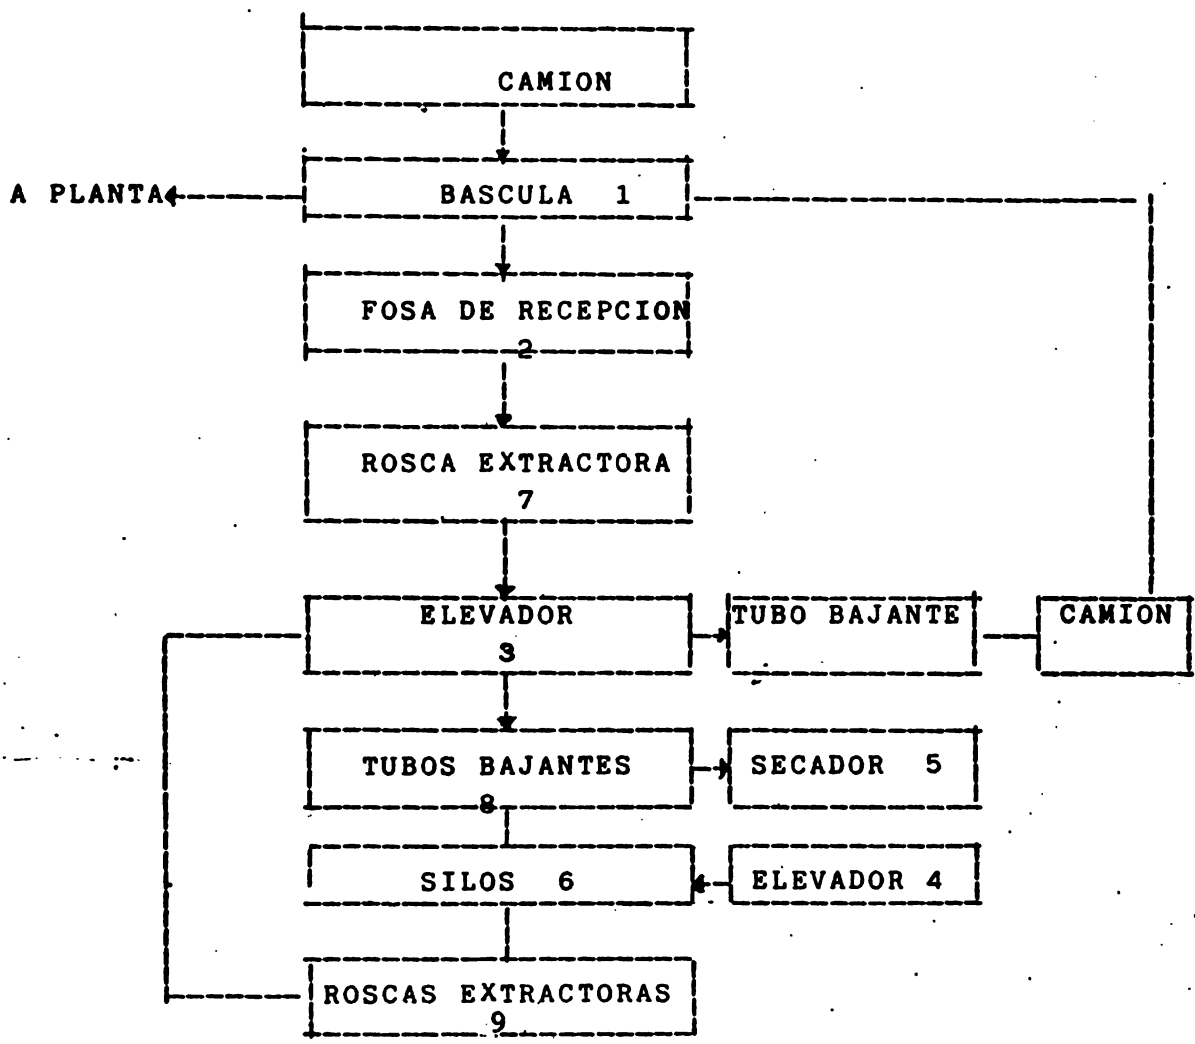 CAMION
A PLANTA
BASCULA 1
FOSA DE RECEPCION
2
ROSCA EXTRACTORA
7
ELEVADOR
3
TUBO BAJANTE
CAMION
TUBOS BAJANTES
8
SECADOR 5
SILOS 6
ELEVADOR 4
ROSCAS EXTRACTORAS
9